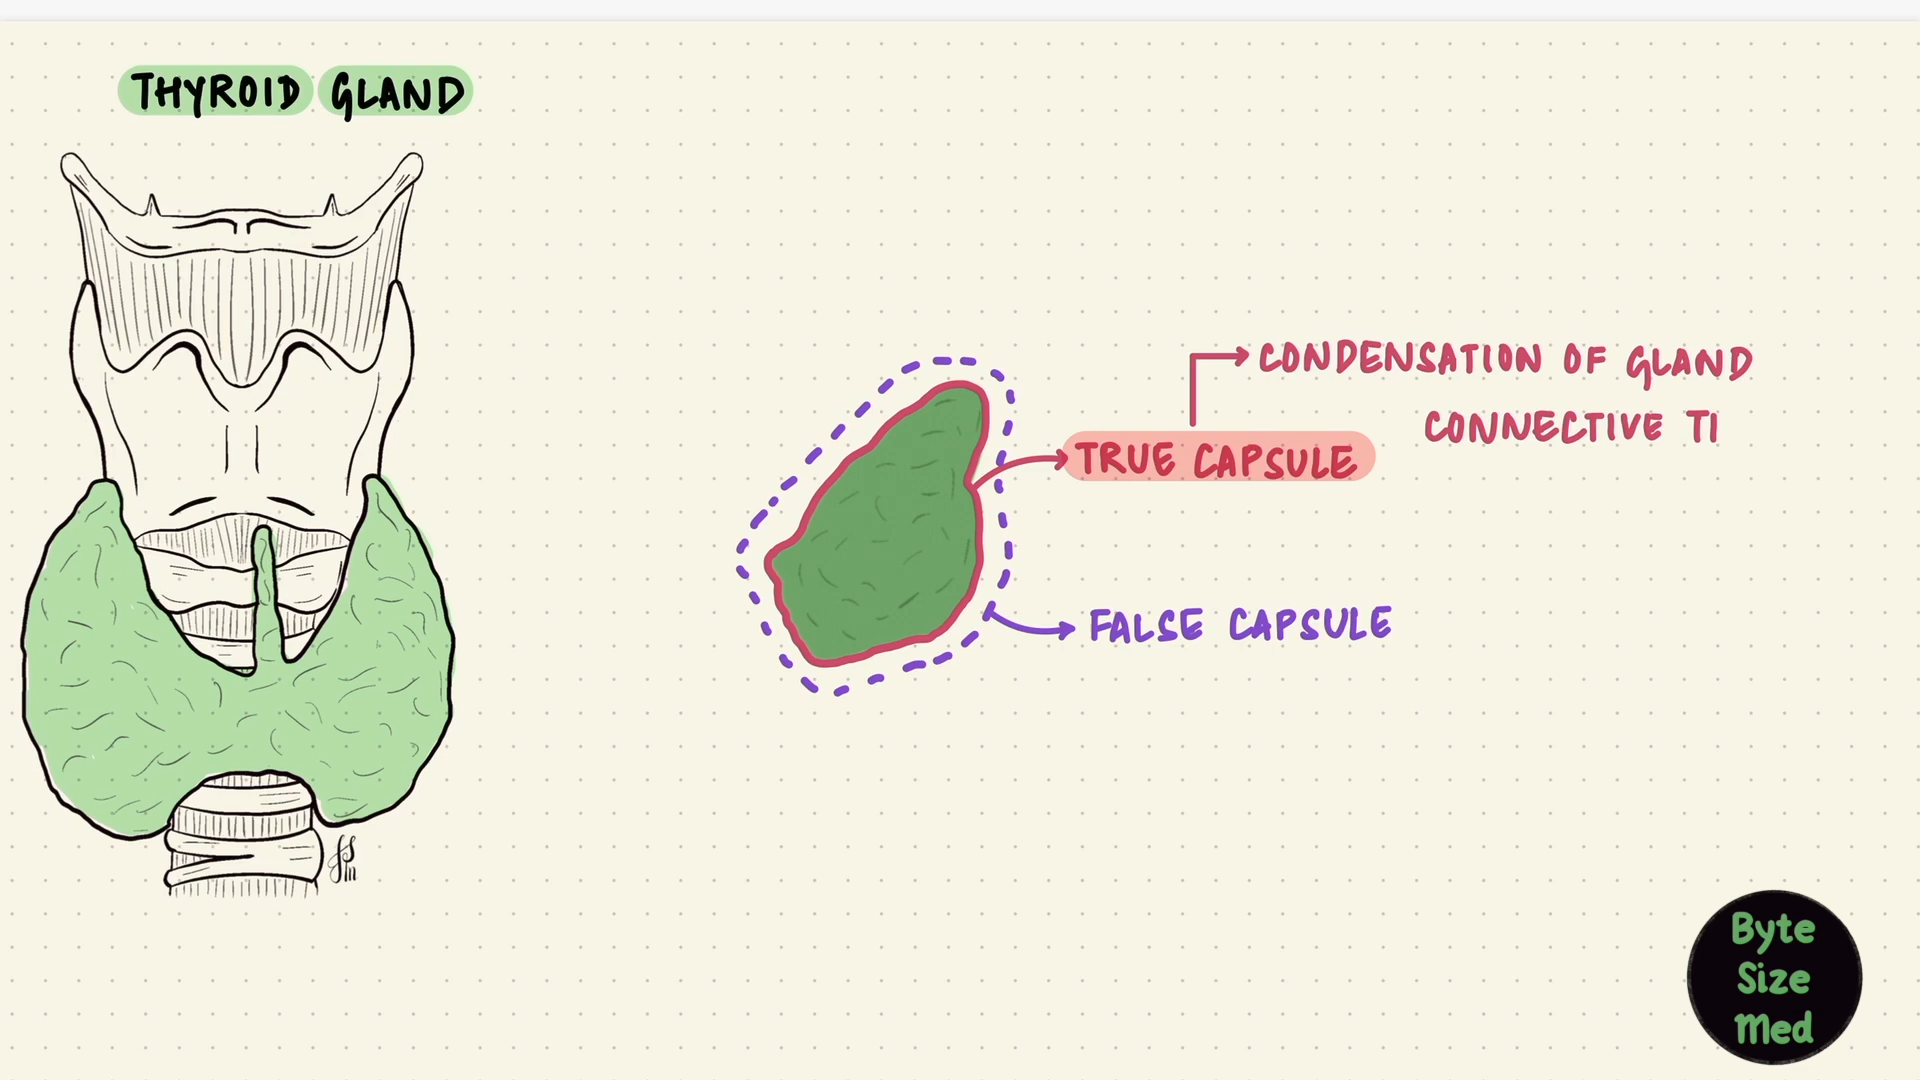 THYROID GLAND
CONDENSATION OF GLAND
CONNECTIVE TI
TRUE CAPSULE
FALSE CAPSULE
Byte
Size
Med